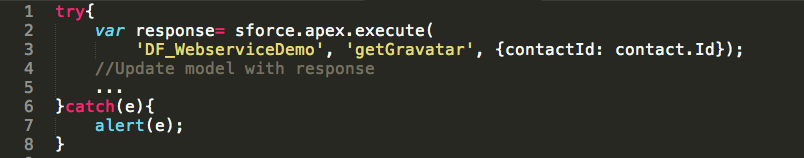 1 try{
2     var response= sforce.apex.execute(
3         'DF_WebserviceDemo', 'getGravatar', {contactId: contact.Id});
4     //Update model with response
5     ...
6 }catch(e){
7     alert(e);
8 }